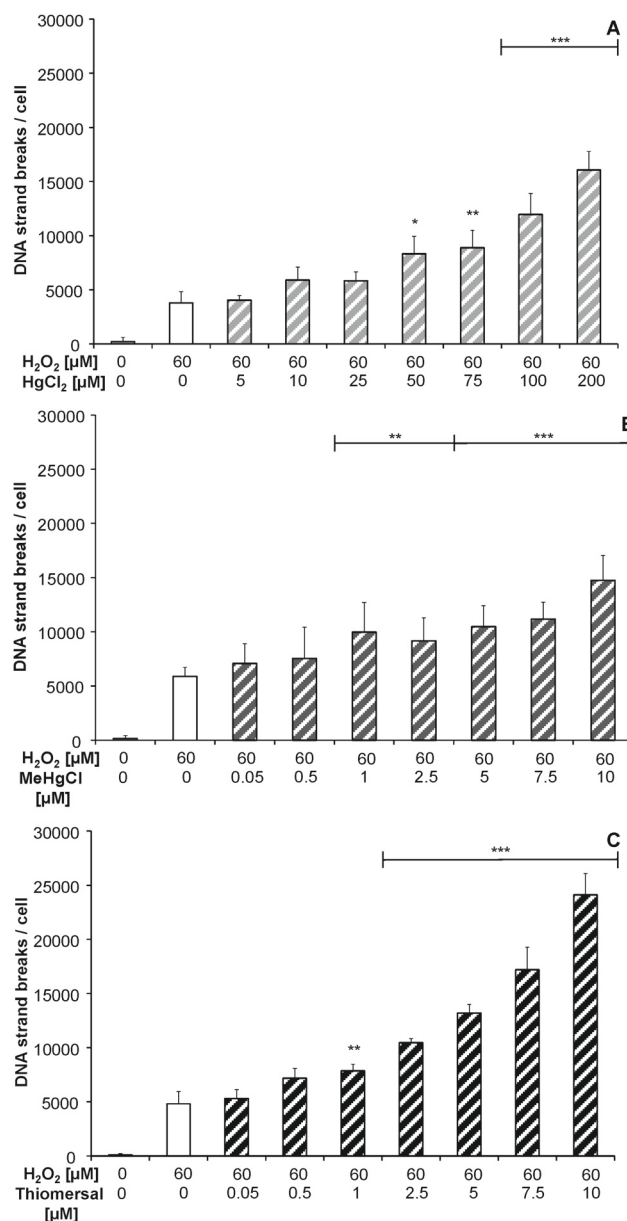 A
***
30000
25000
20000
15000
10000
5000
0
DNA strand breaks / cell
* **
H₂O₂ [µM] 0 60 60 60 60 60 60 60 60
HgCl₂ [µM] 0 0 5 10 25 50 75 100 200
** ***
30000
25000
20000
15000
10000
5000
0
DNA strand breaks / cell
H₂O₂ [µM] 0 60 60 60 60 60 60 60 60
MeHgCl 0 0 0.05 0.5 1 2.5 5 7.5 10
[µM]
C
***
30000
25000
20000
15000
10000
5000
0
DNA strand breaks / cell
**
H₂O₂ [µM] 0 60 60 60 60 60 60 60 60
Thiomersal 0 0 0.05 0.5 1 2.5 5 7.5 10
[µM]